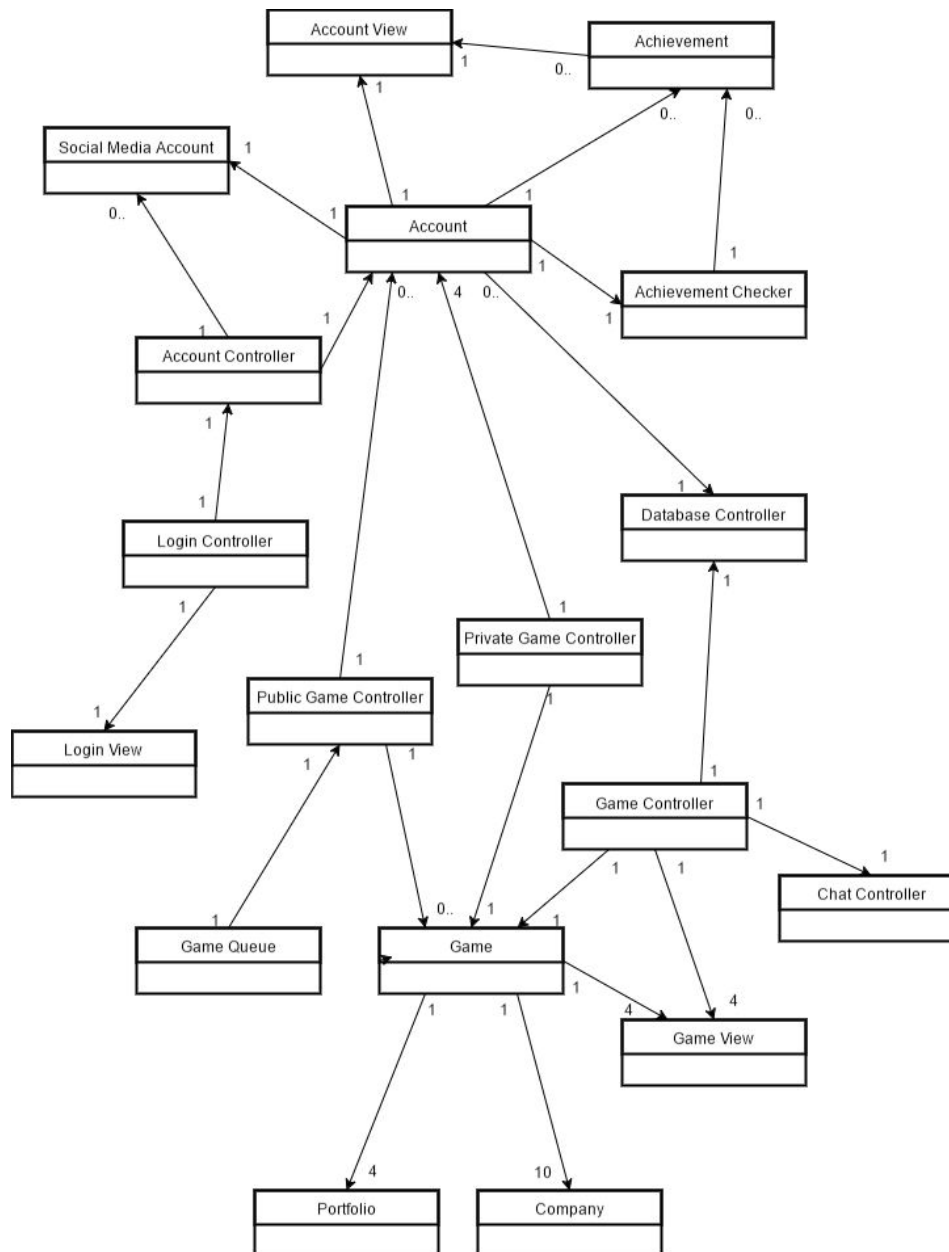 Account View
Achievement
1
0..
1
0..
0..
Social Media Account
1
0..
1
1
1
Account
1
1
Achievement Checker
1
0..
4
0..
1
1
Account Controller
1
1
1
Login Controller
1
1
Database Controller
1
1
Private Game Controller
1
1
Public Game Controller
1
1
1
Login View
1
Game Controller
1
1
1
1
Chat Controller
1
Game Queue
0..
1
1
Game
1
4
4
Game View
1
1
4
10
Portfolio
Company